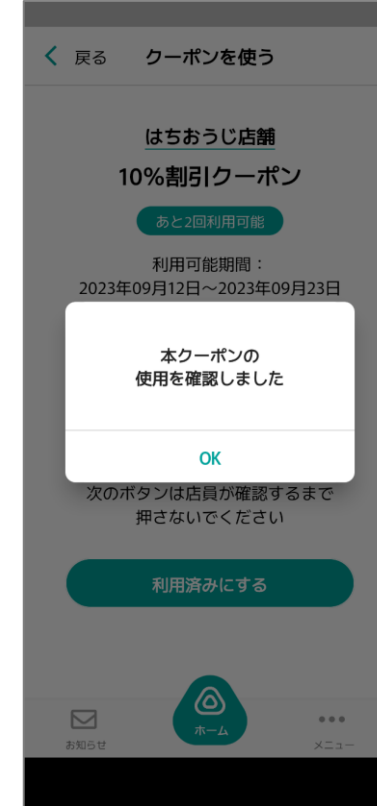 戻る クーポンを使う
はちおうじ店舗
10%割引クーポン
あと2回利用可能
利用可能期間：
2023年09月12日～2023年09月23日
本クーポンの
使用を確認しました
OK
次のボタンは店員が確認するまで
押さないでください
利用済みにする
お知らせ
ホーム
メニュー